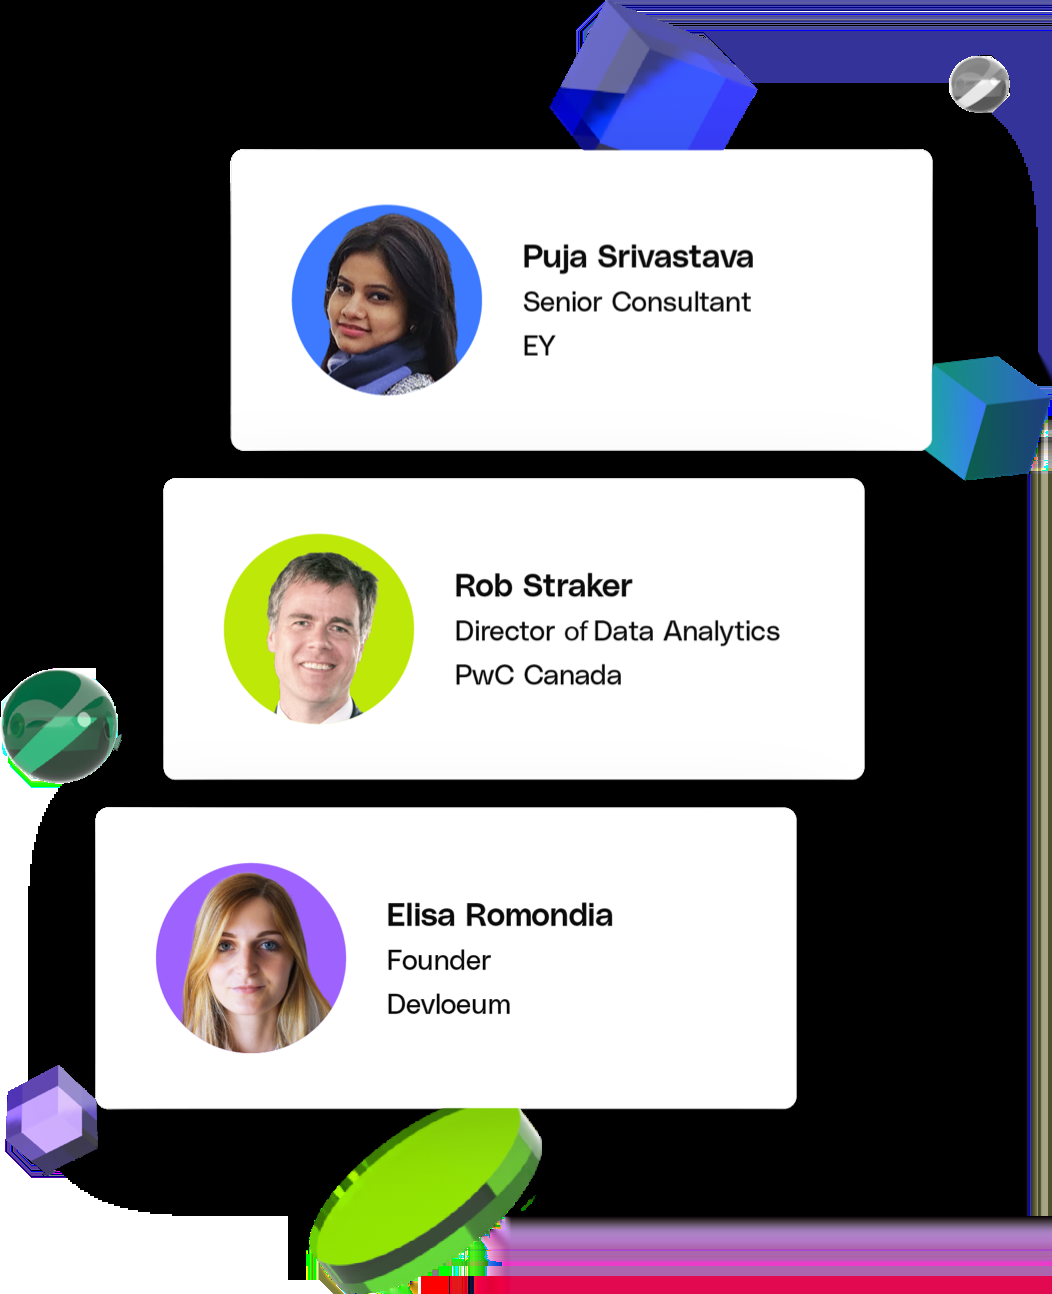 Puja Srivastava
Senior Consultant
EY
Rob Straker
Director of Data Analytics
PwC Canada
Elisa Romondia
Founder
Devloeum